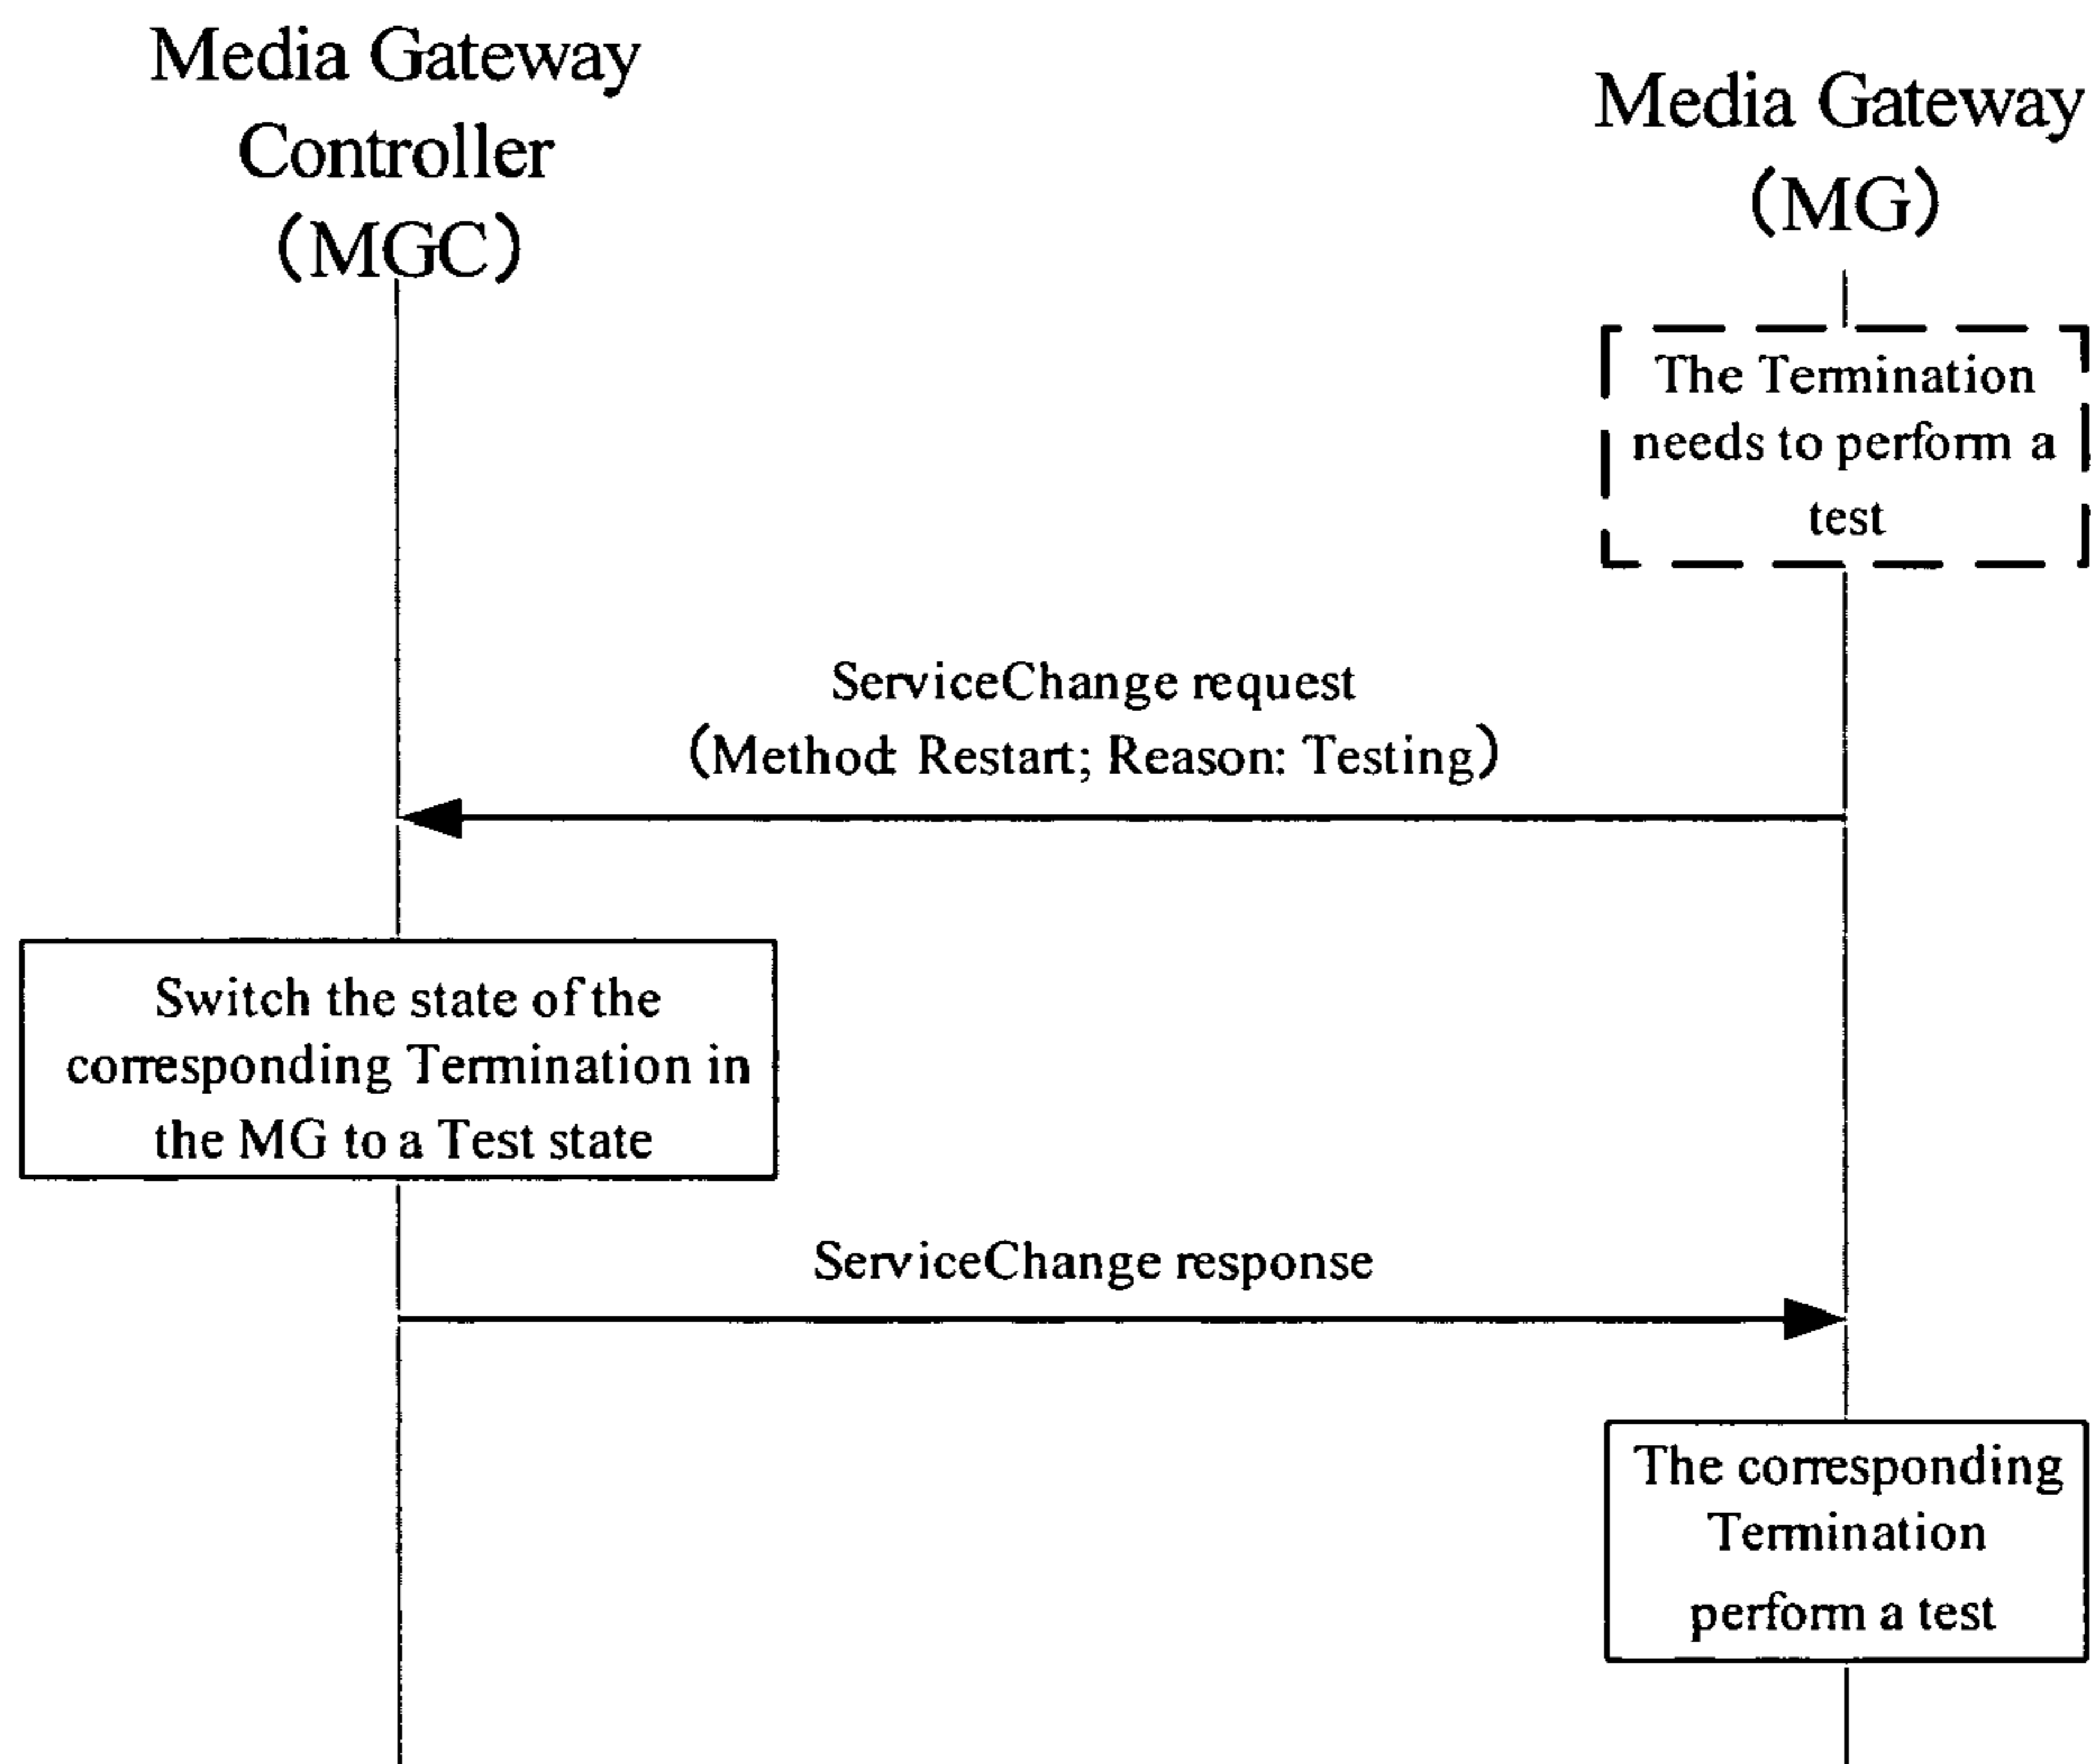 Media Gateway
Controller
(MGC)
Media Gateway
(MG)
The Termination
needs to perform a
test
ServiceChange request
(Method: Restart; Reason: Testing)
Switch the state of the
corresponding Termination in
the MG to a Test state
ServiceChange response
The corresponding
Termination
perform a test